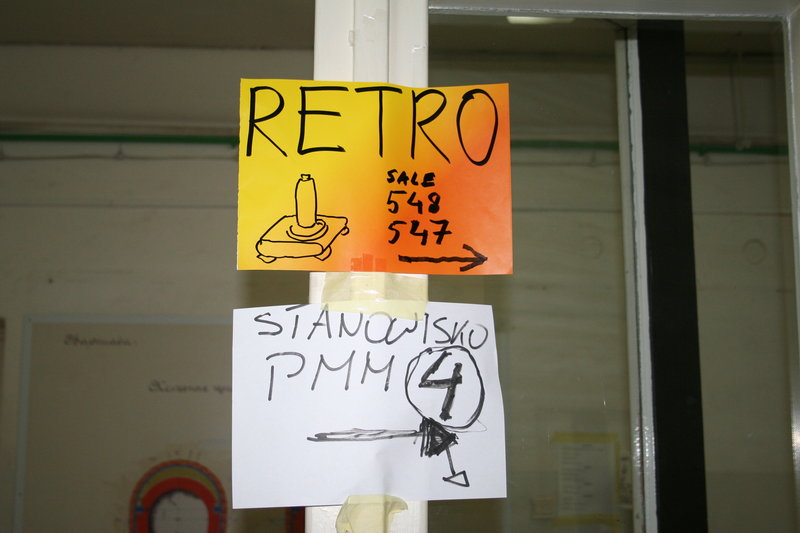 RETRO
SALE
548
547
STANOWISKO
PMM 4